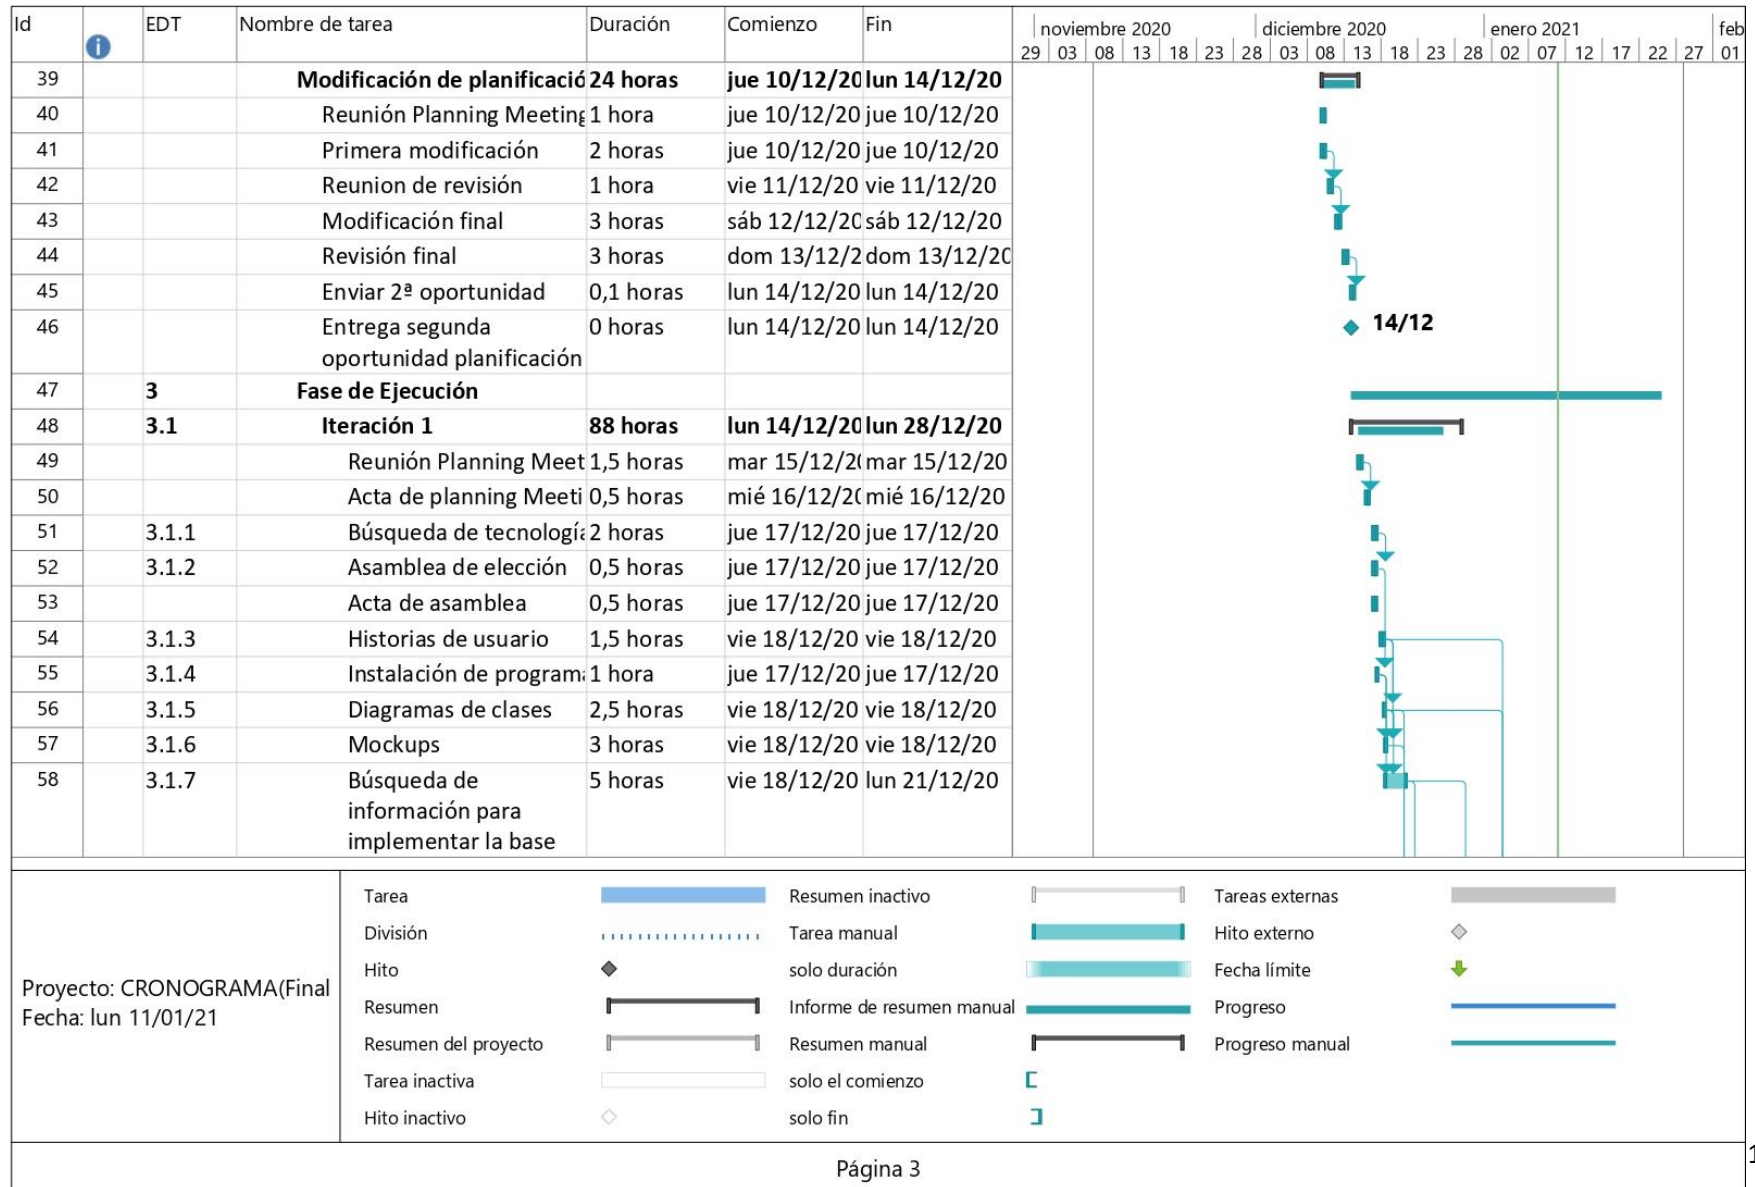 Id EDT Nombre de tarea Duración Comienzo Fin noviembre 2020 diciembre 2020 enero 2021 feb
29 03 08 13 18 23 28 03 08 13 18 23 28 02 07 12 17 22 27 01
39 Modificación de planificació 24 horas jue 10/12/20 lun 14/12/20
40 Reunión Planning Meeting 1 hora jue 10/12/20 jue 10/12/20
41 Primera modificación 2 horas jue 10/12/20 jue 10/12/20
42 Reunion de revisión 1 hora vie 11/12/20 vie 11/12/20
43 Modificación final 3 horas sáb 12/12/20 sáb 12/12/20
44 Revisión final 3 horas dom 13/12/2 dom 13/12/20
45 Enviar 2ª oportunidad 0,1 horas lun 14/12/20 lun 14/12/20
46 Entrega segunda 0 horas lun 14/12/20 lun 14/12/20 14/12
oportunidad planificación
47 3 Fase de Ejecución
48 3.1 Iteración 1 88 horas lun 14/12/20 lun 28/12/20
49 Reunión Planning Meet 1,5 horas mar 15/12/20 mar 15/12/20
50 Acta de planning Meeti 0,5 horas mié 16/12/20 mié 16/12/20
51 3.1.1 Búsqueda de tecnología 2 horas jue 17/12/20 jue 17/12/20
52 3.1.2 Asamblea de elección 0,5 horas jue 17/12/20 jue 17/12/20
53 Acta de asamblea 0,5 horas jue 17/12/20 jue 17/12/20
54 3.1.3 Historias de usuario 1,5 horas vie 18/12/20 vie 18/12/20
55 3.1.4 Instalación de programa 1 hora jue 17/12/20 jue 17/12/20
56 3.1.5 Diagramas de clases 2,5 horas vie 18/12/20 vie 18/12/20
57 3.1.6 Mockups 3 horas vie 18/12/20 vie 18/12/20
58 3.1.7 Búsqueda de 5 horas vie 18/12/20 lun 21/12/20
información para
implementar la base
Proyecto: CRONOGRAMA(Final
Fecha: lun 11/01/21
Tarea
División
Hito
Resumen
Resumen del proyecto
Tarea inactiva
Hito inactivo
Resumen inactivo
Tarea manual
solo duración
Informe de resumen manual
Resumen manual
solo el comienzo
solo fin
Tareas externas
Hito externo
Fecha límite
Progreso
Progreso manual
Página 3
1